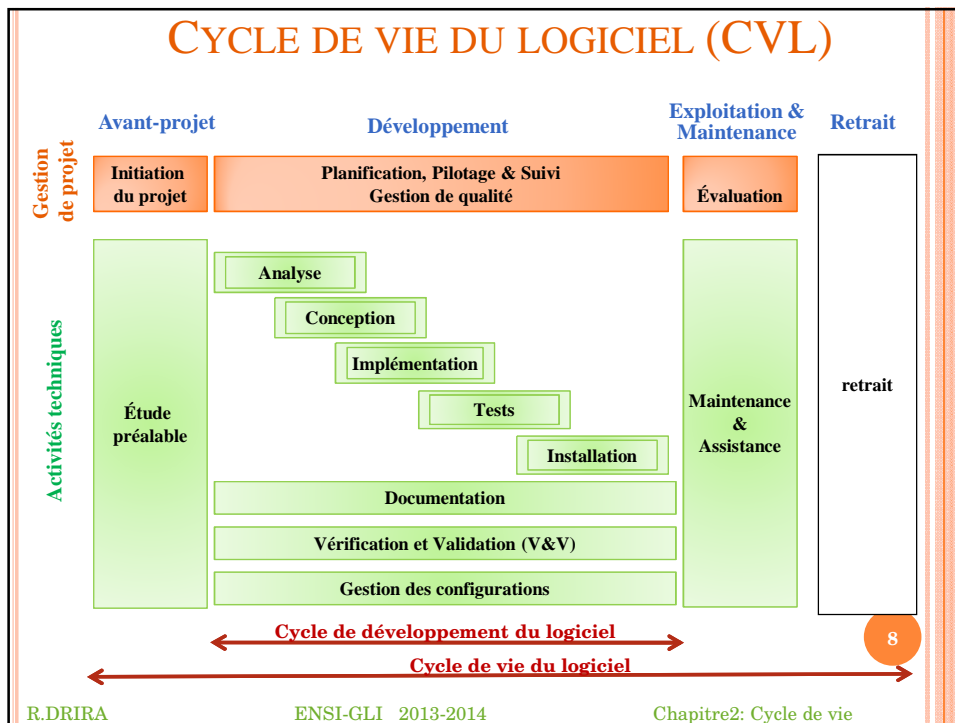 CYCLE DE VIE DU LOGICIEL (CVL)
Avant-projet
Développement
Exploitation &
Maintenance
Retrait
Gestion
de projet
Initiation
du projet
Planification, Pilotage & Suivi
Gestion de qualité
Évaluation
Activités techniques
Étude
préalable
Analyse
Conception
Implémentation
Tests
Installation
Documentation
Vérification et Validation (V&V)
Gestion des configurations
Maintenance
&
Assistance
retrait
Cycle de développement du logiciel
Cycle de vie du logiciel
8
R.DRIRA
ENSI-GLI 2013-2014
Chapitre2: Cycle de vie